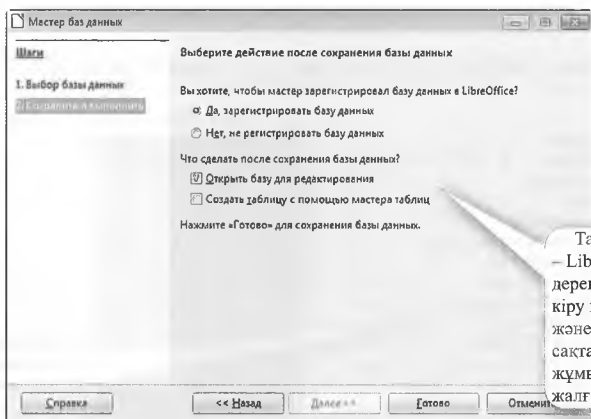 Мастер баз данных
Шаги
1. Выбор базы данных
2. Сохранить и выполнить
Выберите действие после сохранения базы данных
Вы хотите, чтобы мастер зарегистрировал базу данных в LibreOffice?
Да, зарегистрировать базу данных
Нет, не регистрировать базу данных
Что сделать после сохранения базы данных?
Открыть базу для редактирования
Создать таблицу с помощью мастера таблиц
Нажмите «Готово» для сохранения базы данных.
Та
– Lib
дерек
кіру
және
сақта
жұмы
жалғ
Справка
<< Назад
Далее >>
Готово
Отменит